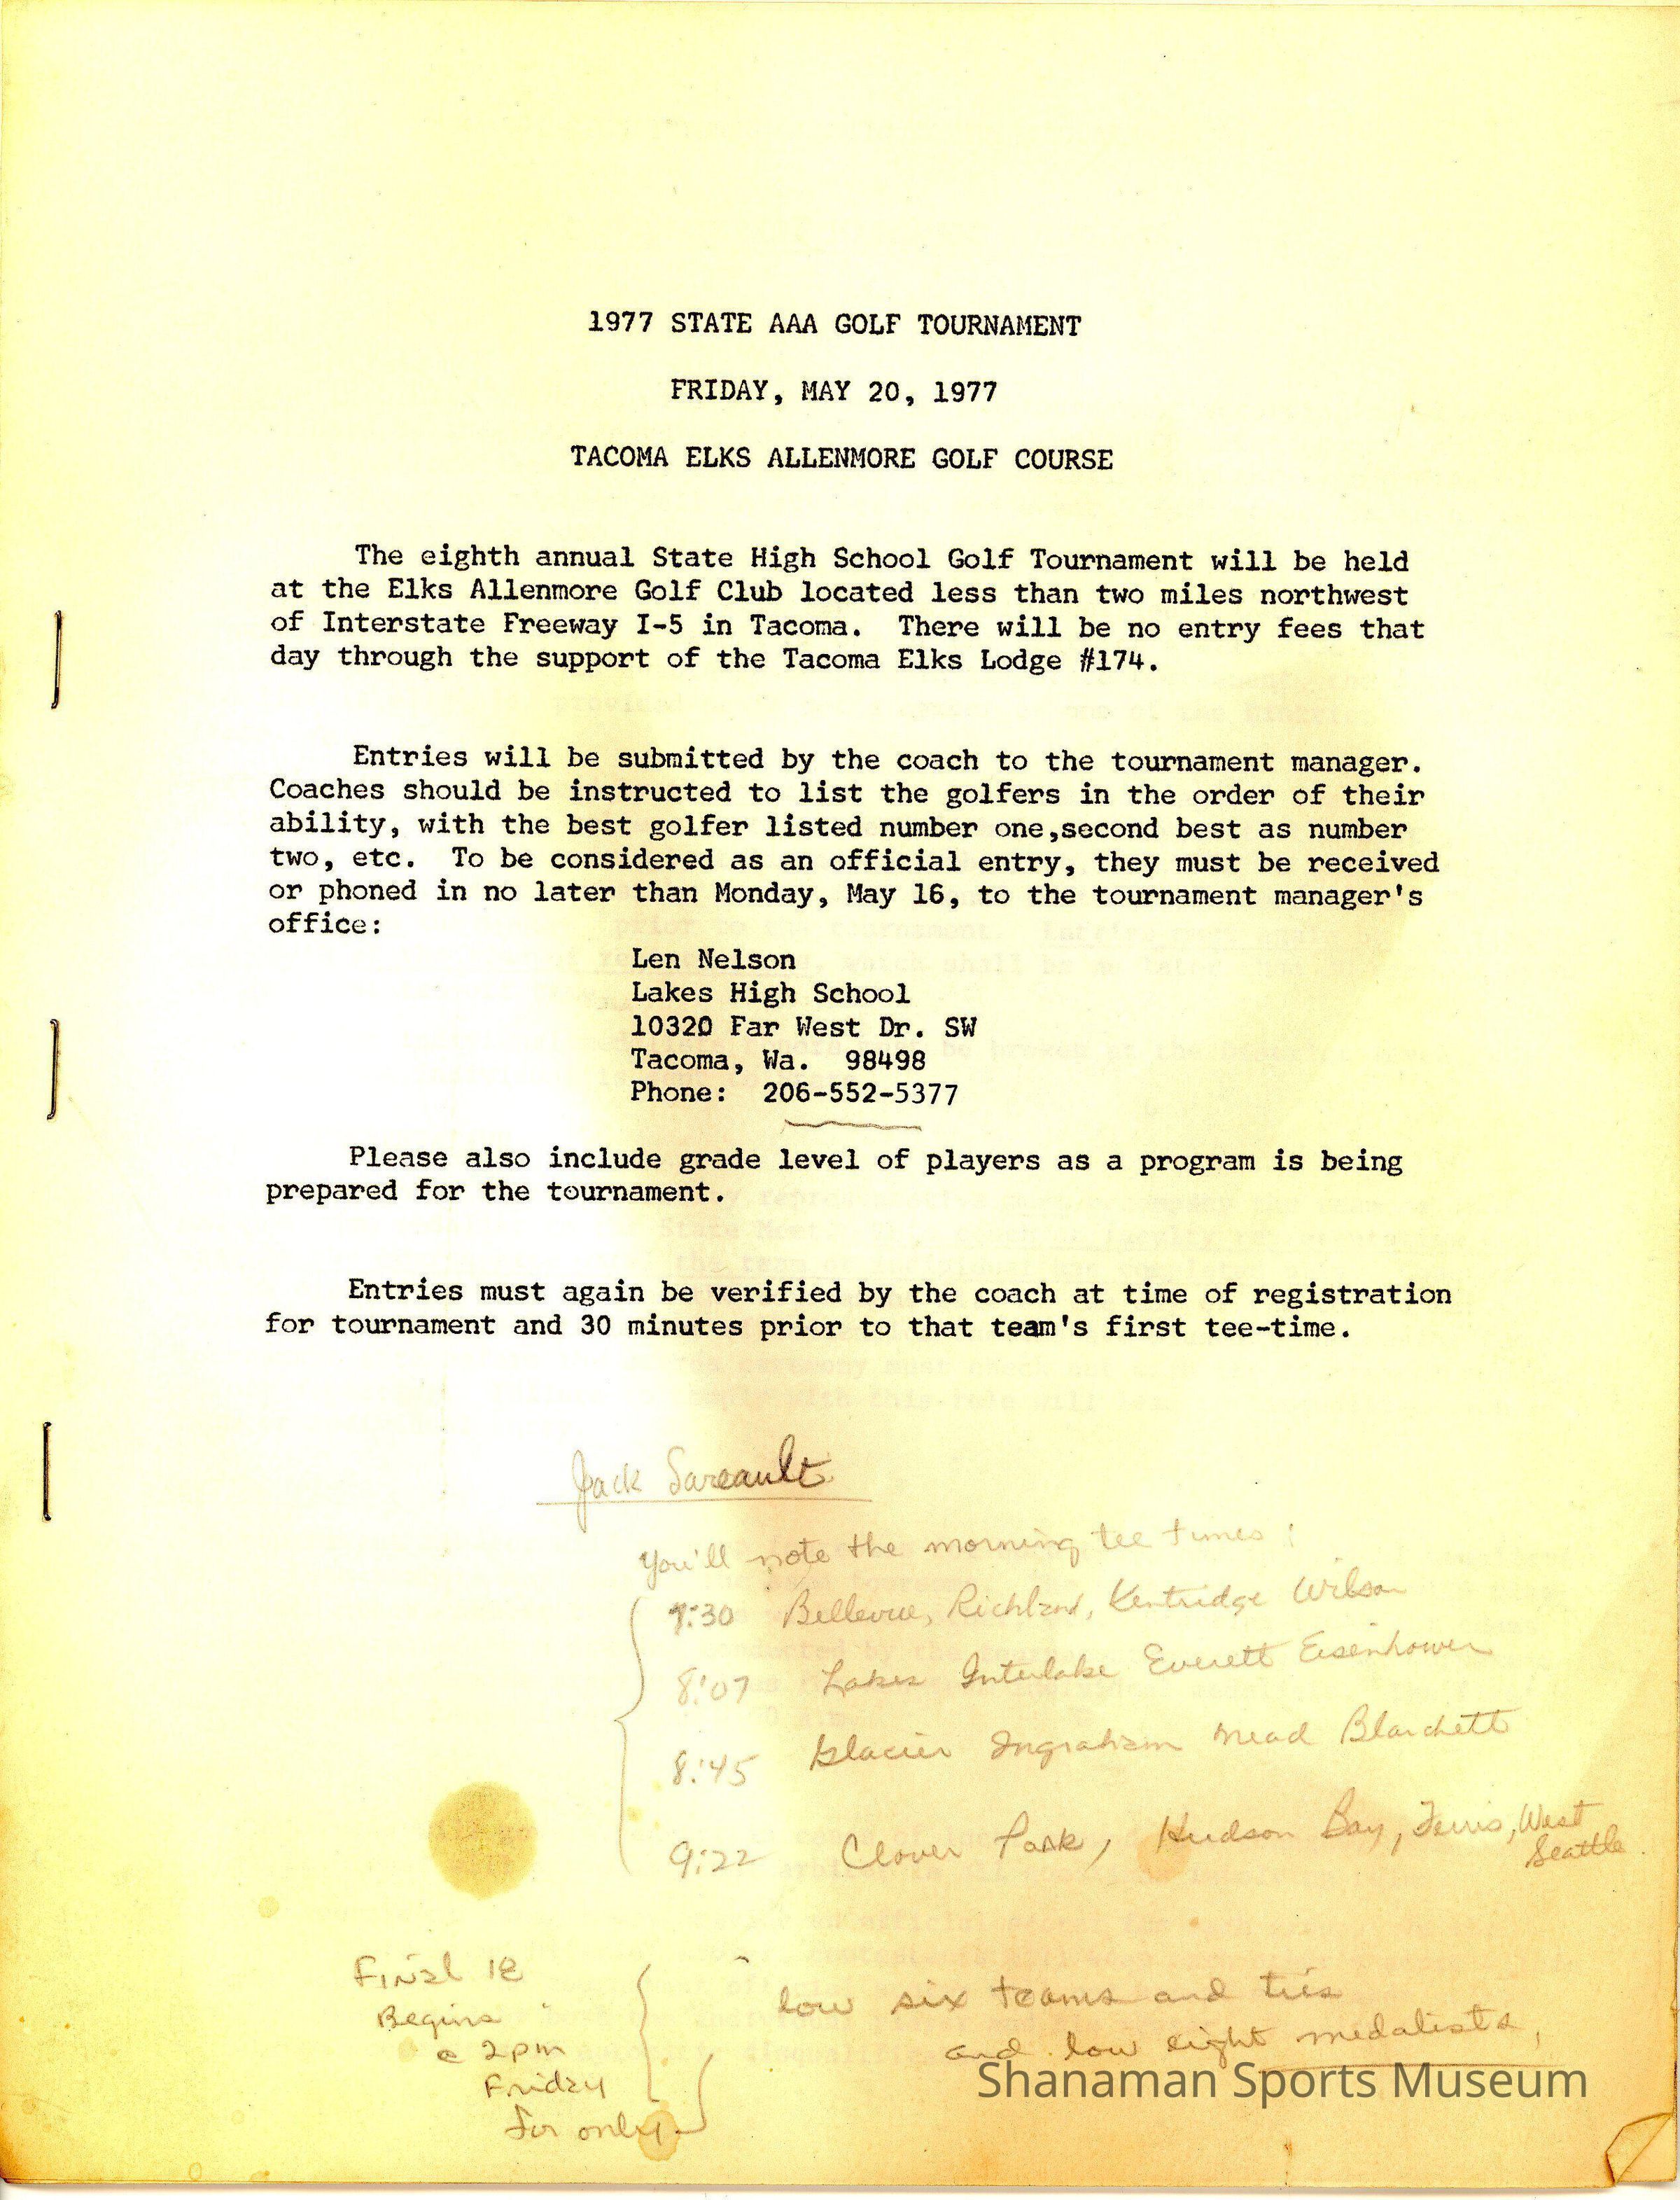 1977 STATE AAA GOLF TOURNAMENT
FRIDAY, MAY 20, 1977
TACOMA ELKS ALLENMORE GOLF COURSE
The eighth annual State High School Golf Tournament will be held
at the Elks Allenmore Golf Club located less than two miles northwest
of Interstate Freeway I-5 in Tacoma. There will be no entry fees that
day through the support of the Tacoma Elks Lodge #174.
Entries will be submitted by the coach to the tournament manager.
Coaches should be instructed to list the golfers in the order of their
ability, with the best golfer listed number one,second best as number
two, etc. To be considered as an official entry, they must be received
or phoned in no later than Monday, May 16, to the tournament manager's
office:
Len Nelson
Lakes High School
10320 Far West Dr. SW
Tacoma, Wa. 98498
Phone: 206-552-5377
Please also include grade level of players as a program is being
prepared for the tournament.
Entries must again be verified by the coach at time of registration
for tournament and 30 minutes prior to that team's first tee-time.
Jack Sareault
You'll note the morning tee times:
7:30 Bellevue, Richland, Kentridge Wilson
8:07 Lakes Interlake Everett Eisenhower
8:45 Glacier Ingraham Mead Blanchett
9:22 Clover Park, Hudson Bay, Ferris, West
Seattle.
Final 18
Begins
@ 2pm
Friday
for only
low six teams and ties
and low eight medalists,
Shanaman Sports Museum